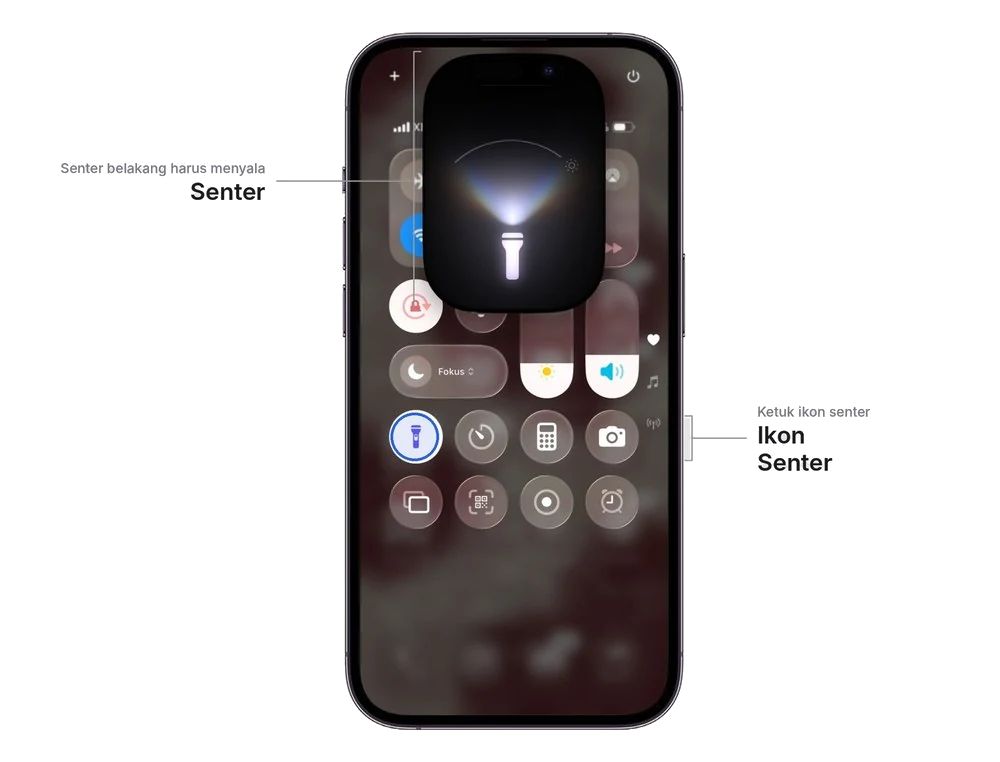 Senter belakang harus menyala
Senter
Fokus
Ketuk ikon senter
Ikon
Senter